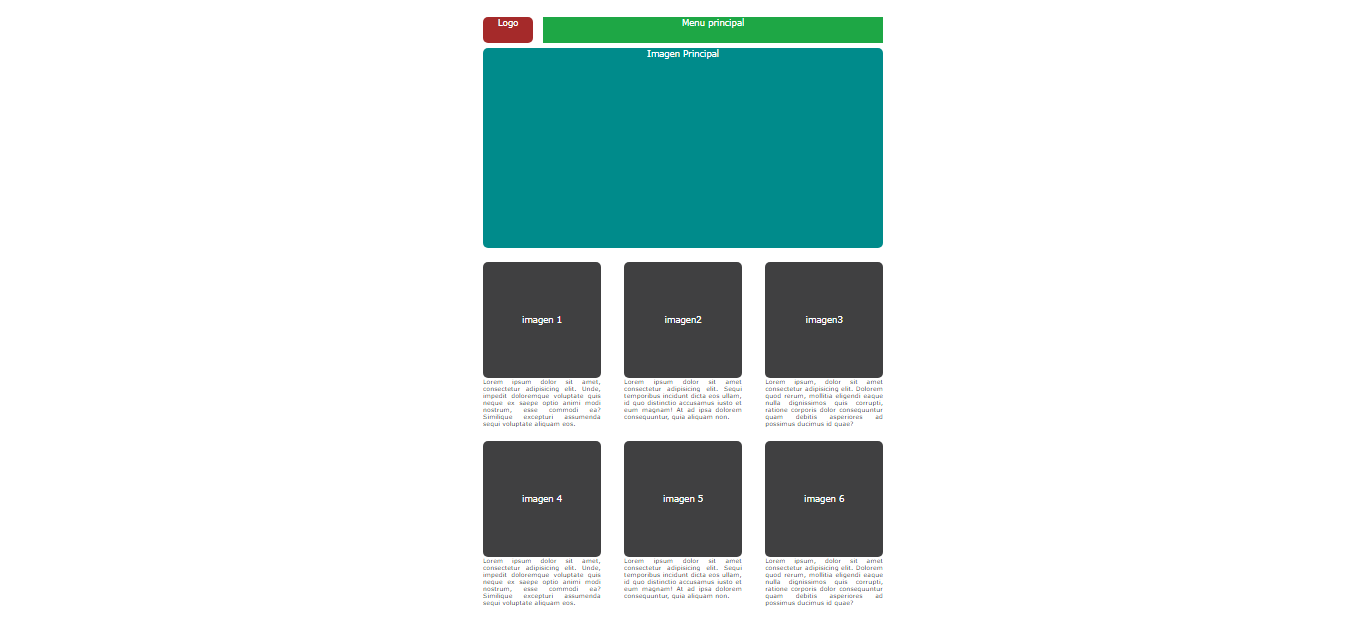 Logo
Menu principal
Imagen Principal
imagen 1
imagen2
imagen3
Lorem ipsum dolor sit amet,
consectetur adipisicing elit. Unde,
impedit doloremque voluptate quis
neque ex saepe optio animi modi
nostrum, esse commodi ea?
Similique excepturi assumenda
sequi voluptate aliquam eos.
Lorem ipsum dolor sit amet
consectetur adipisicing elit. Sequi
temporibus incidunt dicta eos ullam,
id quo distinctio accusamus iusto et
eum magnam! At ad ipsa dolorem
consequuntur, quia aliquam non.
Lorem ipsum, dolor sit amet
consectetur adipisicing elit. Dolorem
quod rerum, mollitia eligendi eaque
nulla dignissimos quis corrupti,
ratione corporis dolor consequuntur
quam debitis asperiores ad
possimus ducimus id quae?
imagen 4
imagen 5
imagen 6
Lorem ipsum dolor sit amet,
consectetur adipisicing elit. Unde,
impedit doloremque voluptate quis
neque ex saepe optio animi modi
nostrum, esse commodi ea?
Similique excepturi assumenda
sequi voluptate aliquam eos.
Lorem ipsum dolor sit amet
consectetur adipisicing elit. Sequi
temporibus incidunt dicta eos ullam,
id quo distinctio accusamus iusto et
eum magnam! At ad ipsa dolorem
consequuntur, quia aliquam non.
Lorem ipsum, dolor sit amet
consectetur adipisicing elit. Dolorem
quod rerum, mollitia eligendi eaque
nulla dignissimos quis corrupti,
ratione corporis dolor consequuntur
quam debitis asperiores ad
possimus ducimus id quae?